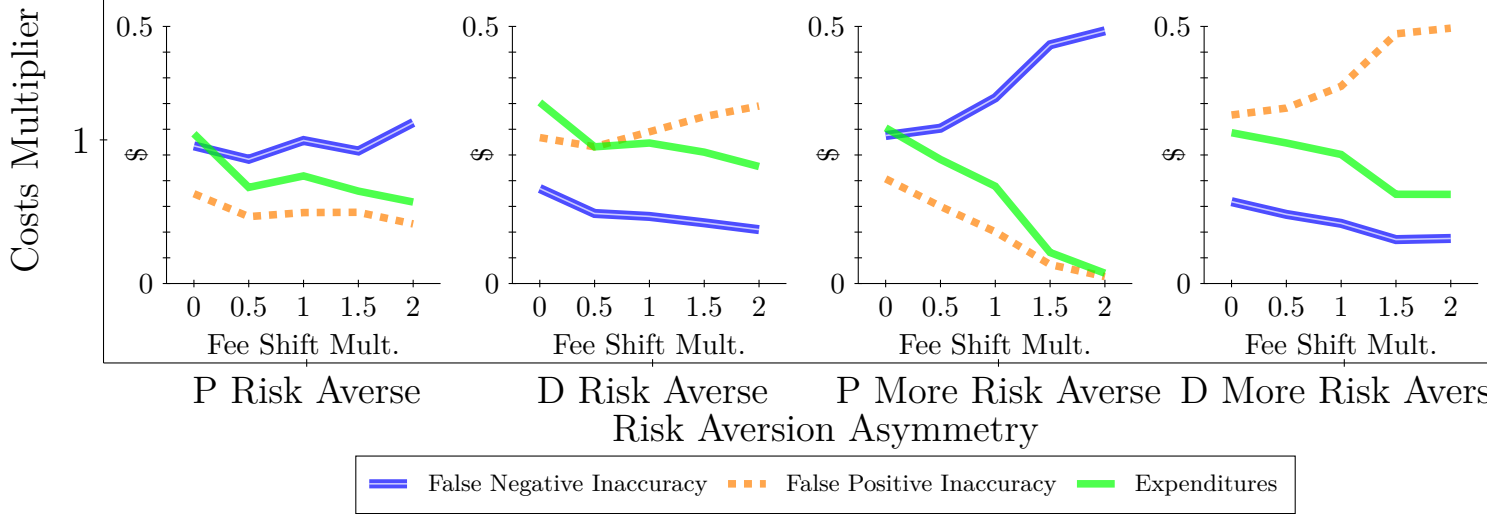 Costs Multiplier
1
0.5 0.5 0.5 0.5
$ $ $ $
0 0 0 0
0 0.5 1 1.5 2 0 0.5 1 1.5 2 0 0.5 1 1.5 2 0 0.5 1 1.5 2
Fee Shift Mult. Fee Shift Mult. Fee Shift Mult. Fee Shift Mult.
P Risk Averse D Risk Averse P More Risk Averse D More Risk Avers
Risk Aversion Asymmetry
False Negative Inaccuracy False Positive Inaccuracy Expenditures